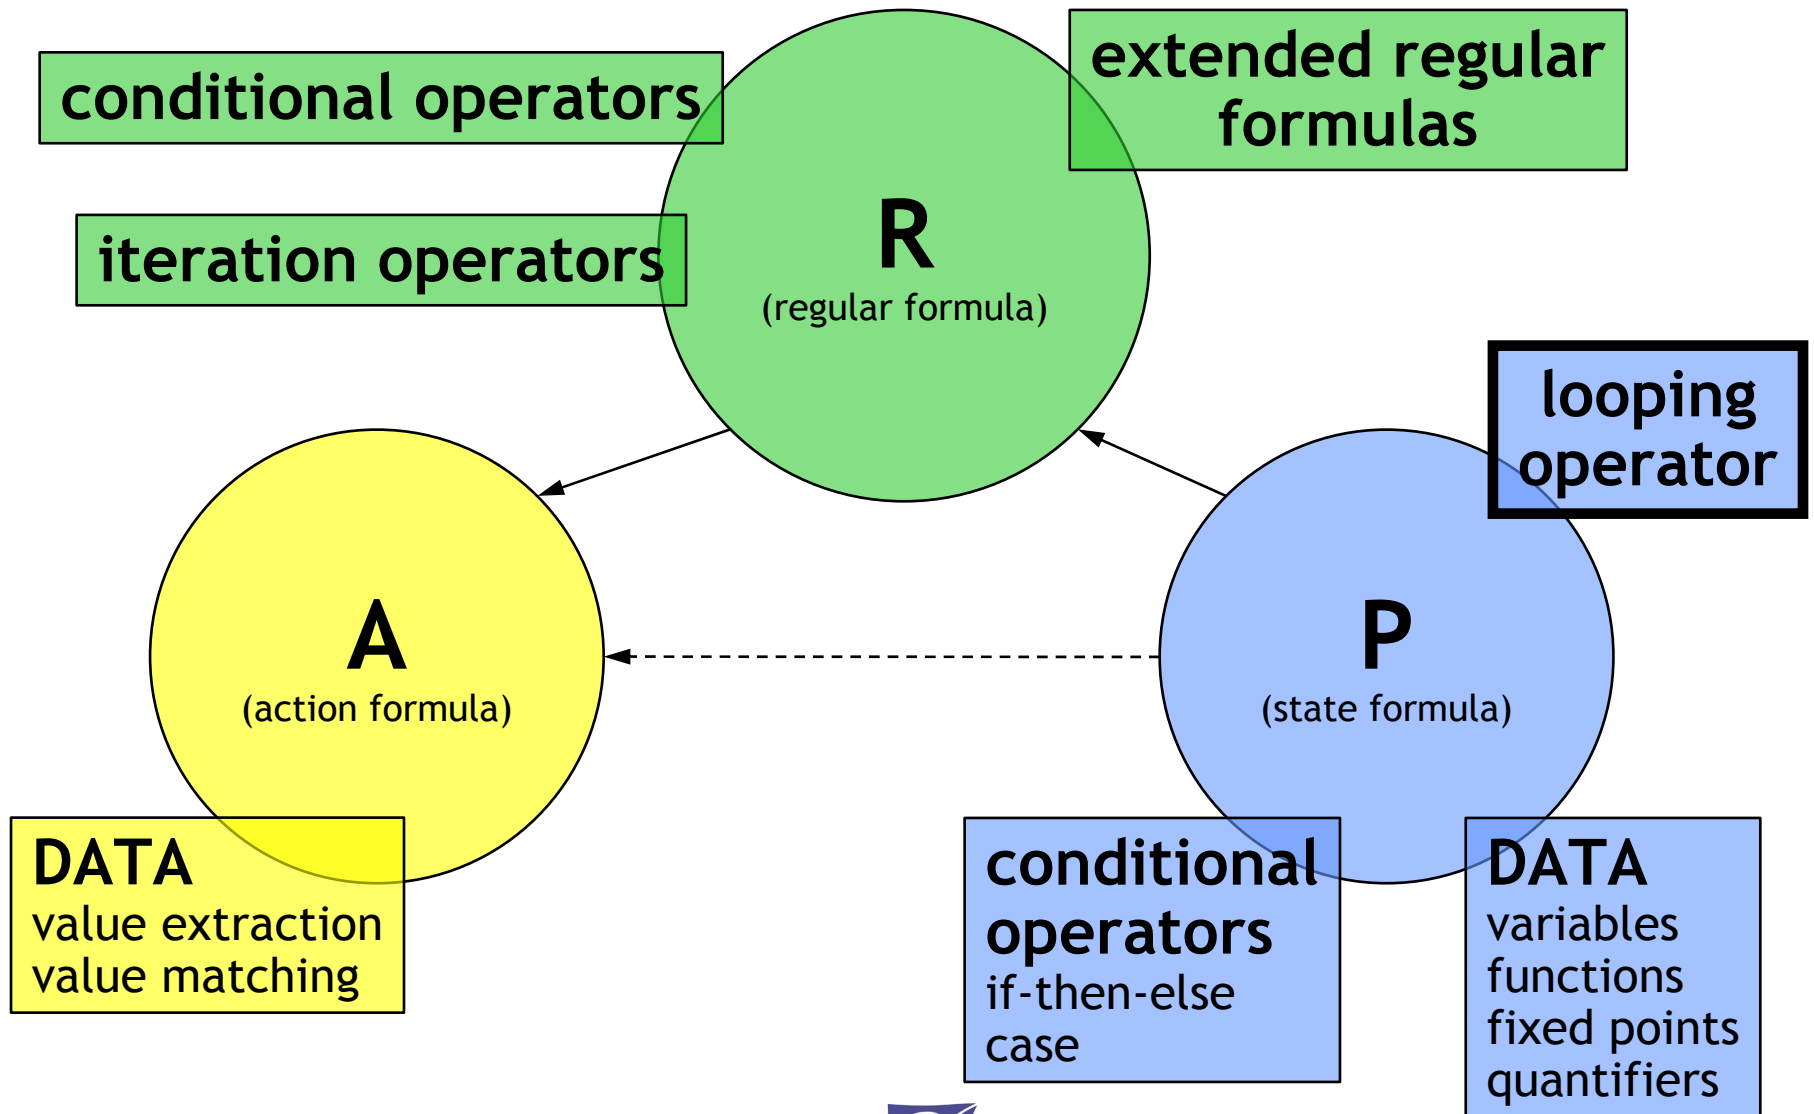 extended regular
formulas
conditional operators
iteration operators
R
(regular formula)
looping
operator
A
(action formula)
P
(state formula)
DATA
value extraction
value matching
conditional
operators
if-then-else
case
DATA
variables
functions
fixed points
quantifiers